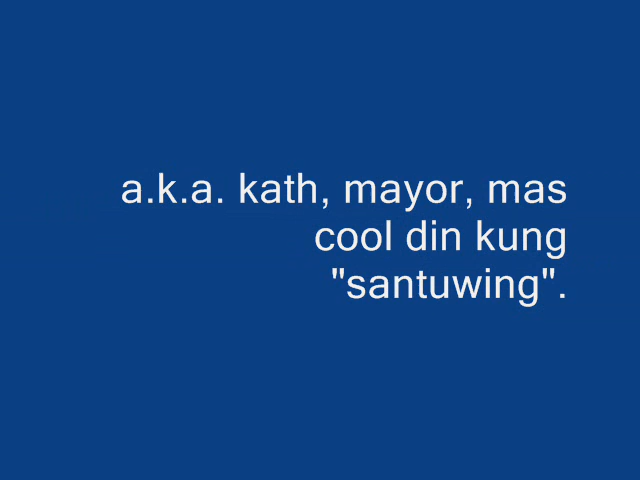 a.k.a. kath, mayor, mas
cool din kung
"santuwing".